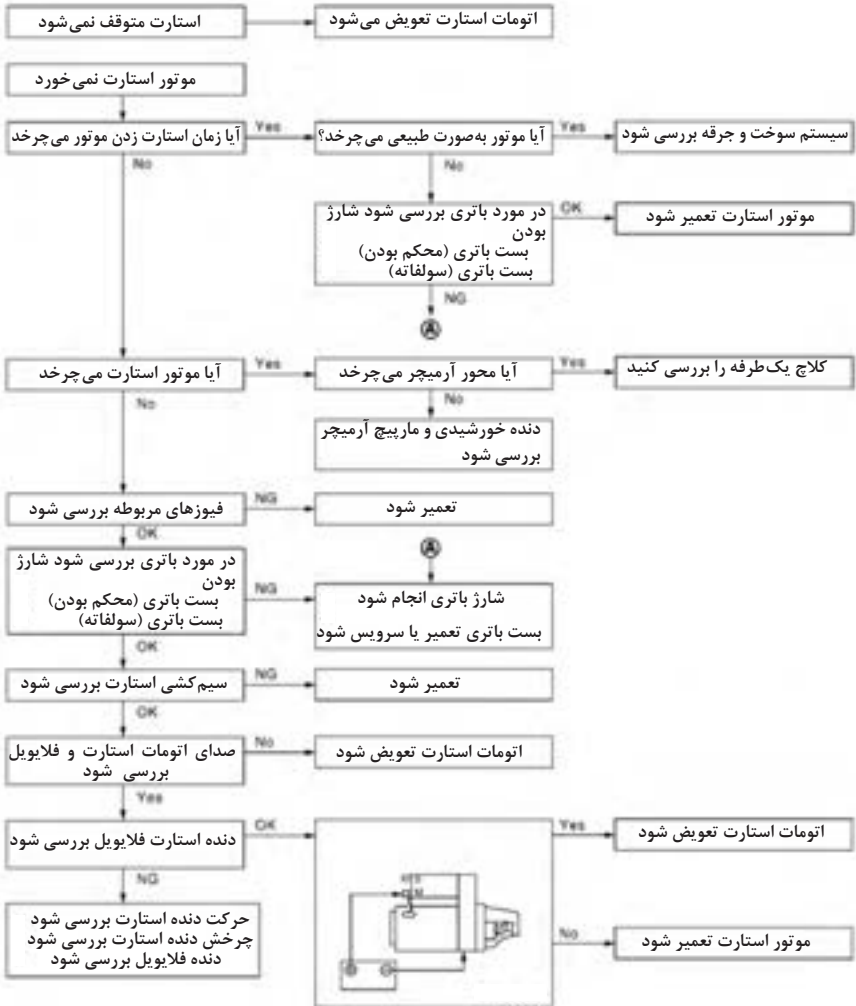 استارت متوقف نمی‌شود
اتومات استارت تعویض می‌شود
موتور استارت نمی‌خورد
آیا زمان استارت زدن موتور می‌چرخد
Yes
آیا موتور به‌صورت طبیعی می‌چرخد؟
Yes
سیستم سوخت و جرقه بررسی شود
No
No
در مورد باتری بررسی شود شارژ
بودن
بست باتری (محکم بودن)
بست باتری (سولفاته)
OK
موتور استارت تعمیر شود
NG
A
آیا موتور استارت می‌چرخد
Yes
آیا محور آرمیچر می‌چرخد
Yes
کلاچ یک‌طرفه را بررسی کنید
No
No
دنده خورشیدی و مارپیچ آرمیچر
بررسی شود
فیوزهای مربوطه بررسی شود
NG
تعمیر شود
OK
A
در مورد باتری بررسی شود شارژ
بودن
بست باتری (محکم بودن)
بست باتری (سولفاته)
NG
شارژ باتری انجام شود
بست باتری تعمیر یا سرویس شود
OK
سیم‌کشی استارت بررسی شود
NG
تعمیر شود
OK
صدای اتومات استارت و فلایویل
بررسی شود
No
اتومات استارت تعویض شود
Yes
دنده استارت فلایویل بررسی شود
OK
Yes
اتومات استارت تعویض شود
NG
حرکت دنده استارت بررسی شود
چرخش دنده استارت بررسی شود
دنده فلایویل بررسی شود
M
No
موتور استارت تعمیر شود